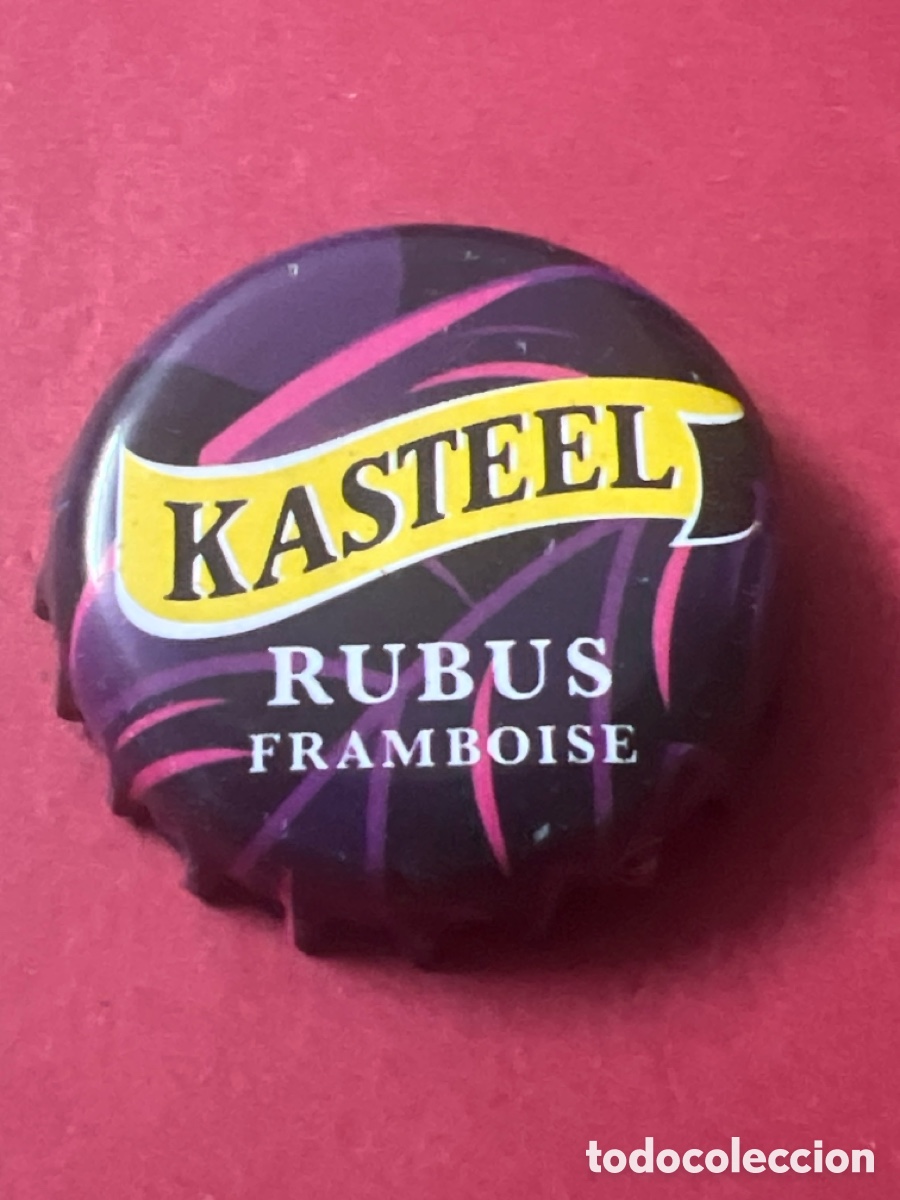 KASTEEL
RUBUS
FRAMBOISE
todocoleccion